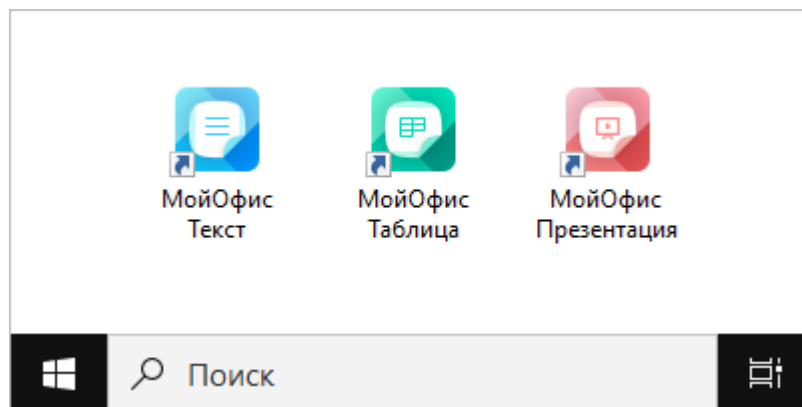 МойОфис
Текст
МойОфис
Таблица
МойОфис
Презентация
Поиск